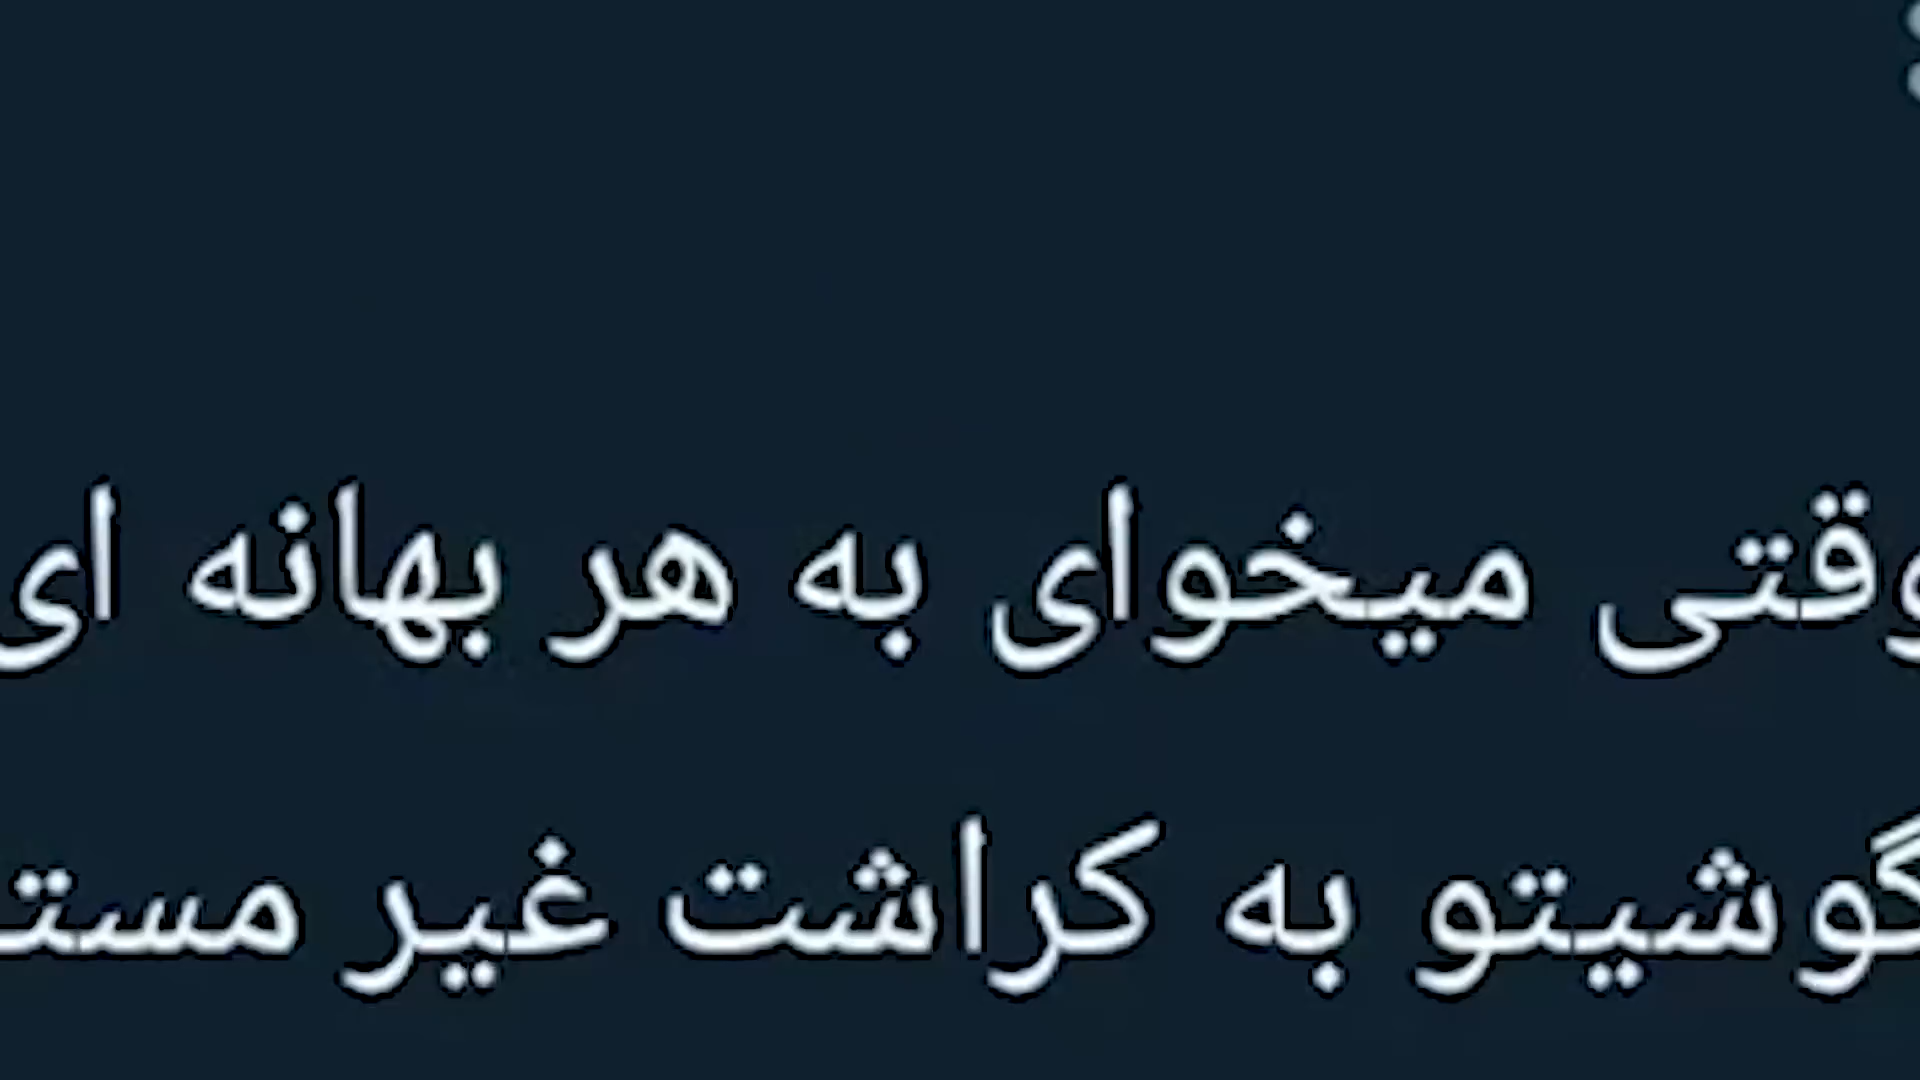 وقتی میخوای به هر بهانه ای
گوشیتو به کراشت غیر مست